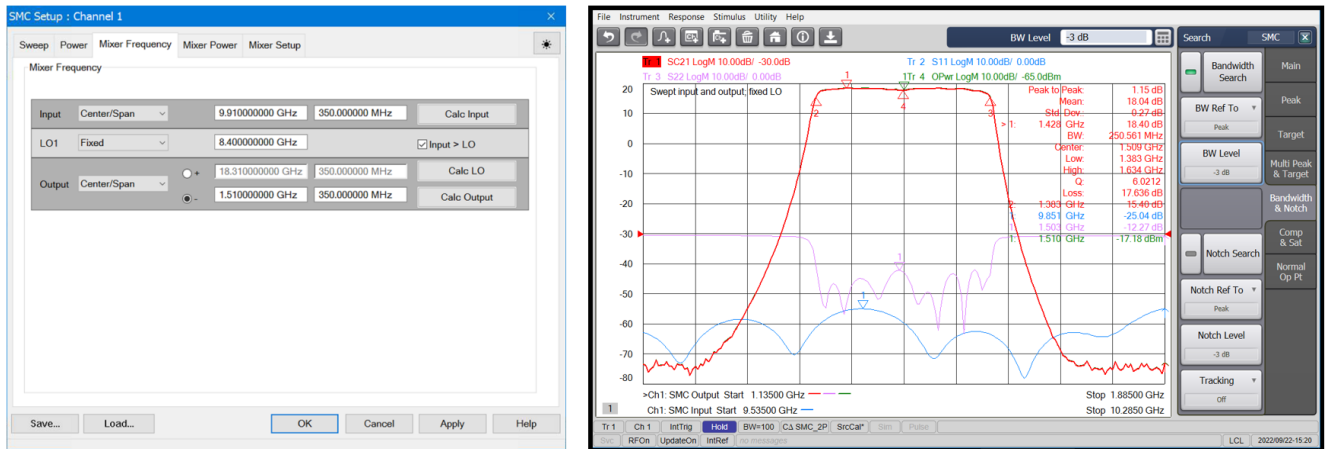 SMC Setup : Channel 1
Sweep Power Mixer Frequency Mixer Power Mixer Setup
Mixer Frequency
Input Center/Span 9.910000000 GHz 350.000000 MHz Calc Input
LO1 Fixed 8.400000000 GHz Input > LO
Output Center/Span + 18.310000000 GHz 350.000000 MHz Calc LO
- 1.510000000 GHz 350.000000 MHz Calc Output
Save... Load... OK Cancel Apply Help
File Instrument Response Stimulus Utility Help
BW Level -3 dB
Search SMC X
Tr 1 SC21 LogM 10.00dB/ -30.0dB Tr 2 S11 LogM 10.00dB/ 0.00dB
Tr 3 S22 LogM 10.00dB/ 0.00dB 1Tr 4 OPwr LogM 10.00dB/ -65.0dBm
Swept input and output; fixed LO
Peak to Peak: 1.15 dB
Mean: 18.04 dB
Std Dev.: 0.27 dB
> 1: 1.428 GHz 18.40 dB
BW: 250.561 MHz
Center: 1.509 GHz
Low: 1.383 GHz
High: 1.634 GHz
Q: 6.0212
Loss: 17.636 dB
2: 1.383 GHz 15.40 dB
1: 9.851 GHz -25.04 dB
1: 1.503 GHz -12.27 dB
1: 1.510 GHz -17.18 dBm
20
10
0
-10
-20
-30
-40
-50
-60
-70
-80
1
2
4
3
1
1
>Ch1: SMC Output Start 1.13500 GHz Stop 1.88500 GHz
1 Ch1: SMC Input Start 9.53500 GHz Stop 10.2850 GHz
Bandwidth Search
BW Ref To
Peak
BW Level
-3 dB
Notch Search
Notch Ref To
Peak
Notch Level
-3 dB
Tracking
Off
Main
Peak
Target
Multi Peak & Target
Bandwidth & Notch
Comp & Sat
Normal Op Pt
Tr 1 Ch 1 IntTrig Hold BW=100 CΔ SMC_2P SrcCal* Sim Pulse
Svc RFOn UpdateOn IntRef no messages LCL 2022/09/22-15:20